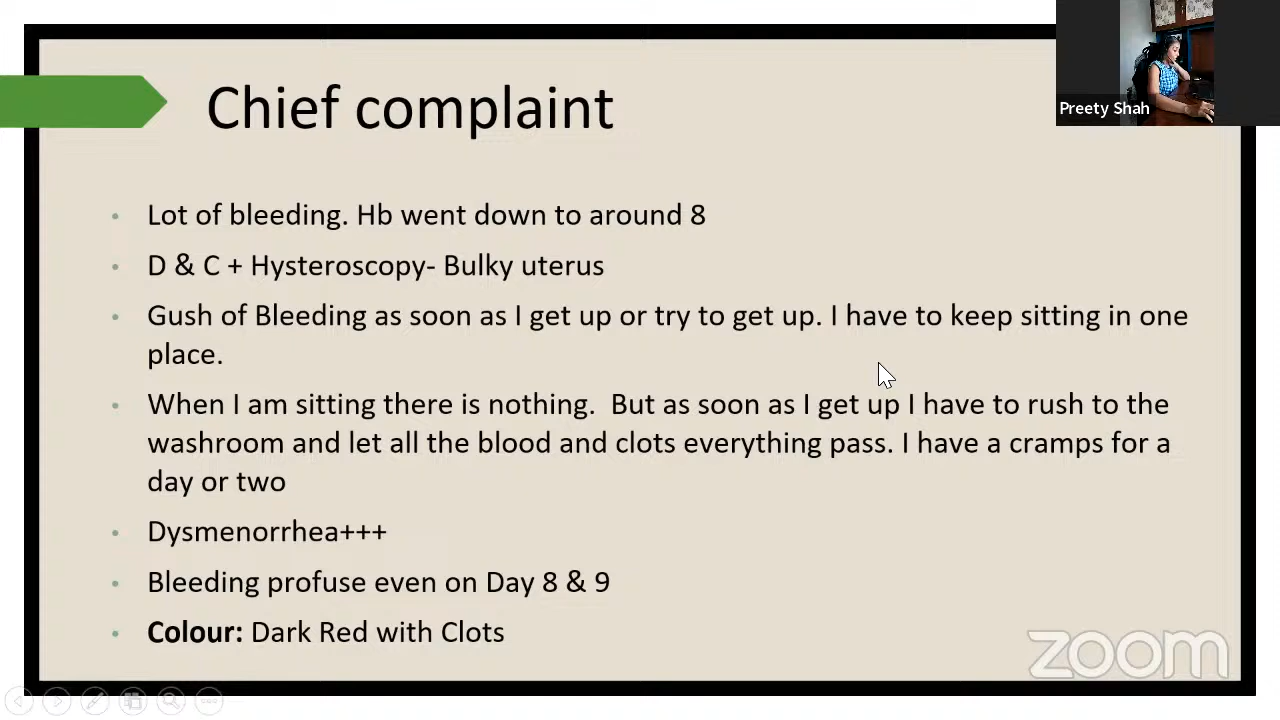 Chief complaint
Preety Shah
Lot of bleeding. Hb went down to around 8
D & C + Hysteroscopy- Bulky uterus
Gush of Bleeding as soon as I get up or try to get up. I have to keep sitting in one
place.
When I am sitting there is nothing.  But as soon as I get up I have to rush to the
washroom and let all the blood and clots everything pass. I have a cramps for a
day or two
Dysmenorrhea+++
Bleeding profuse even on Day 8 & 9
Colour: Dark Red with Clots
zoom